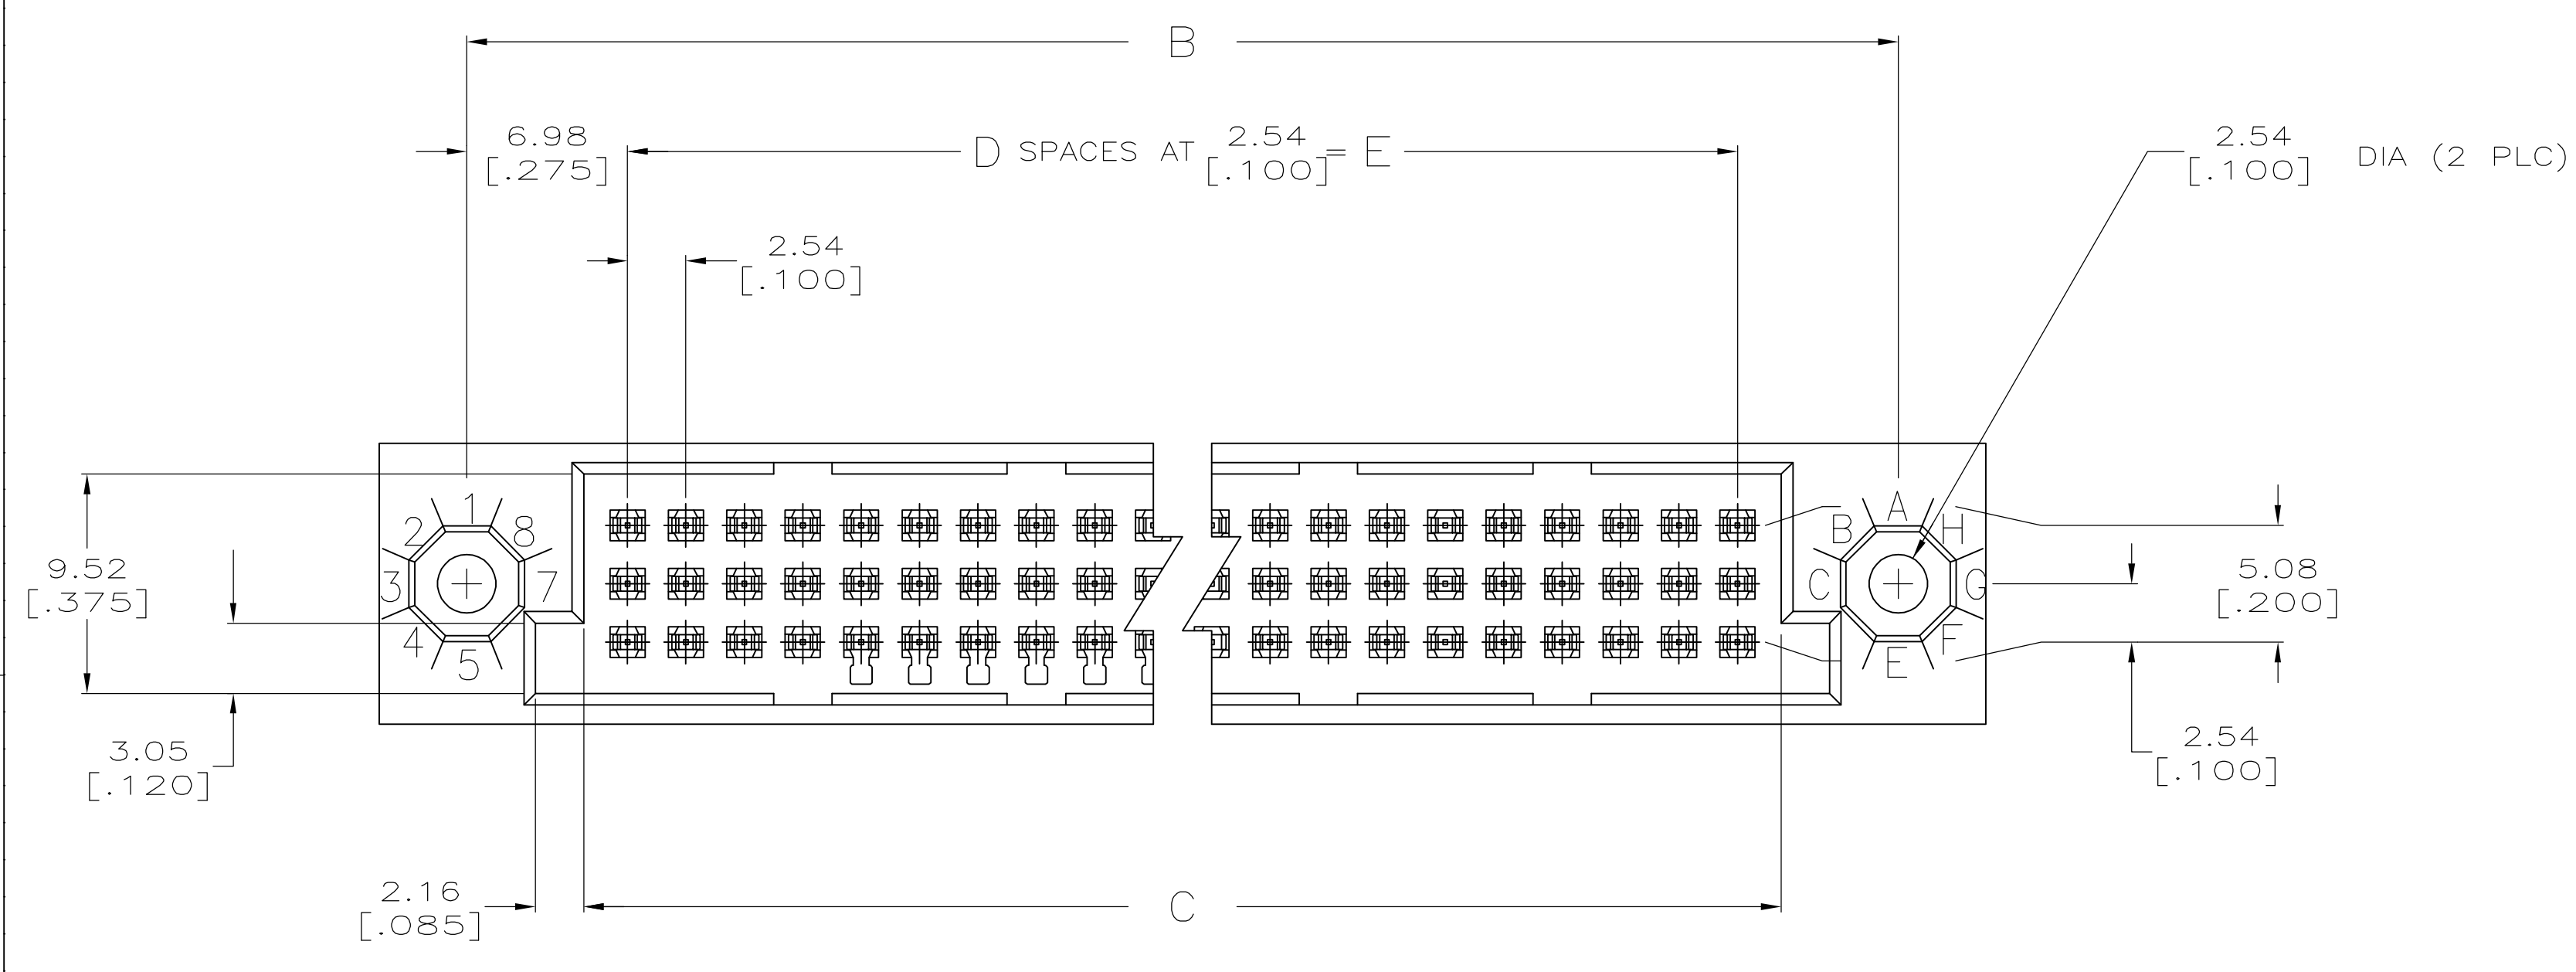 B
6.98
[.275]
D SPACES AT 2.54 [.100] = E
2.54
[.100]
DIA (2 PLC)
2.54
[.100]
1
2
8
3
7
4
5
A
B
H
C
G
F
E
9.52
[.375]
5.08
[.200]
3.05
[.120]
2.54
[.100]
2.16
[.085]
C